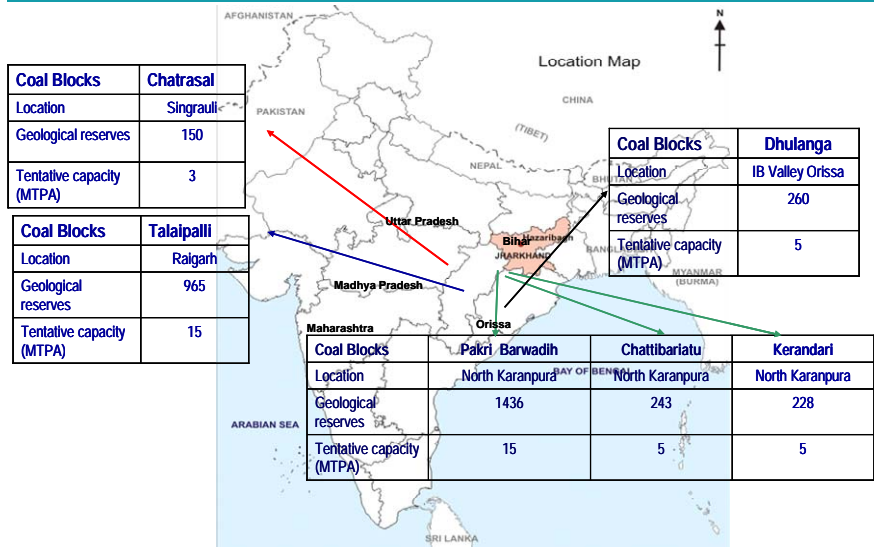 AFGHANISTAN
N
Location Map
CHINA
PAKISTAN
(TIBET)
NEPAL
BHUTAN
Coal Blocks Chatrasal
Location Singrauli
Geological reserves 150
Tentative capacity (MTPA) 3
Coal Blocks Dhulanga
Location IB Valley Orissa
Geological reserves 260
Tentative capacity (MTPA) 5
Coal Blocks Talaipalli
Location Raigarh
Geological reserves 965
Tentative capacity (MTPA) 15
Uttar Pradesh
Bihar
Hazaribagh
JHARKHAND
BANGLADESH
MYANMAR
(BURMA)
Madhya Pradesh
Maharashtra
Orissa
Coal Blocks Pakri Barwadih Chattibariatu Kerandari
Location North Karanpura North Karanpura North Karanpura
Geological reserves 1436 243 228
Tentative capacity (MTPA) 15 5 5
BAY OF BENGAL
ARABIAN SEA
SRI LANKA